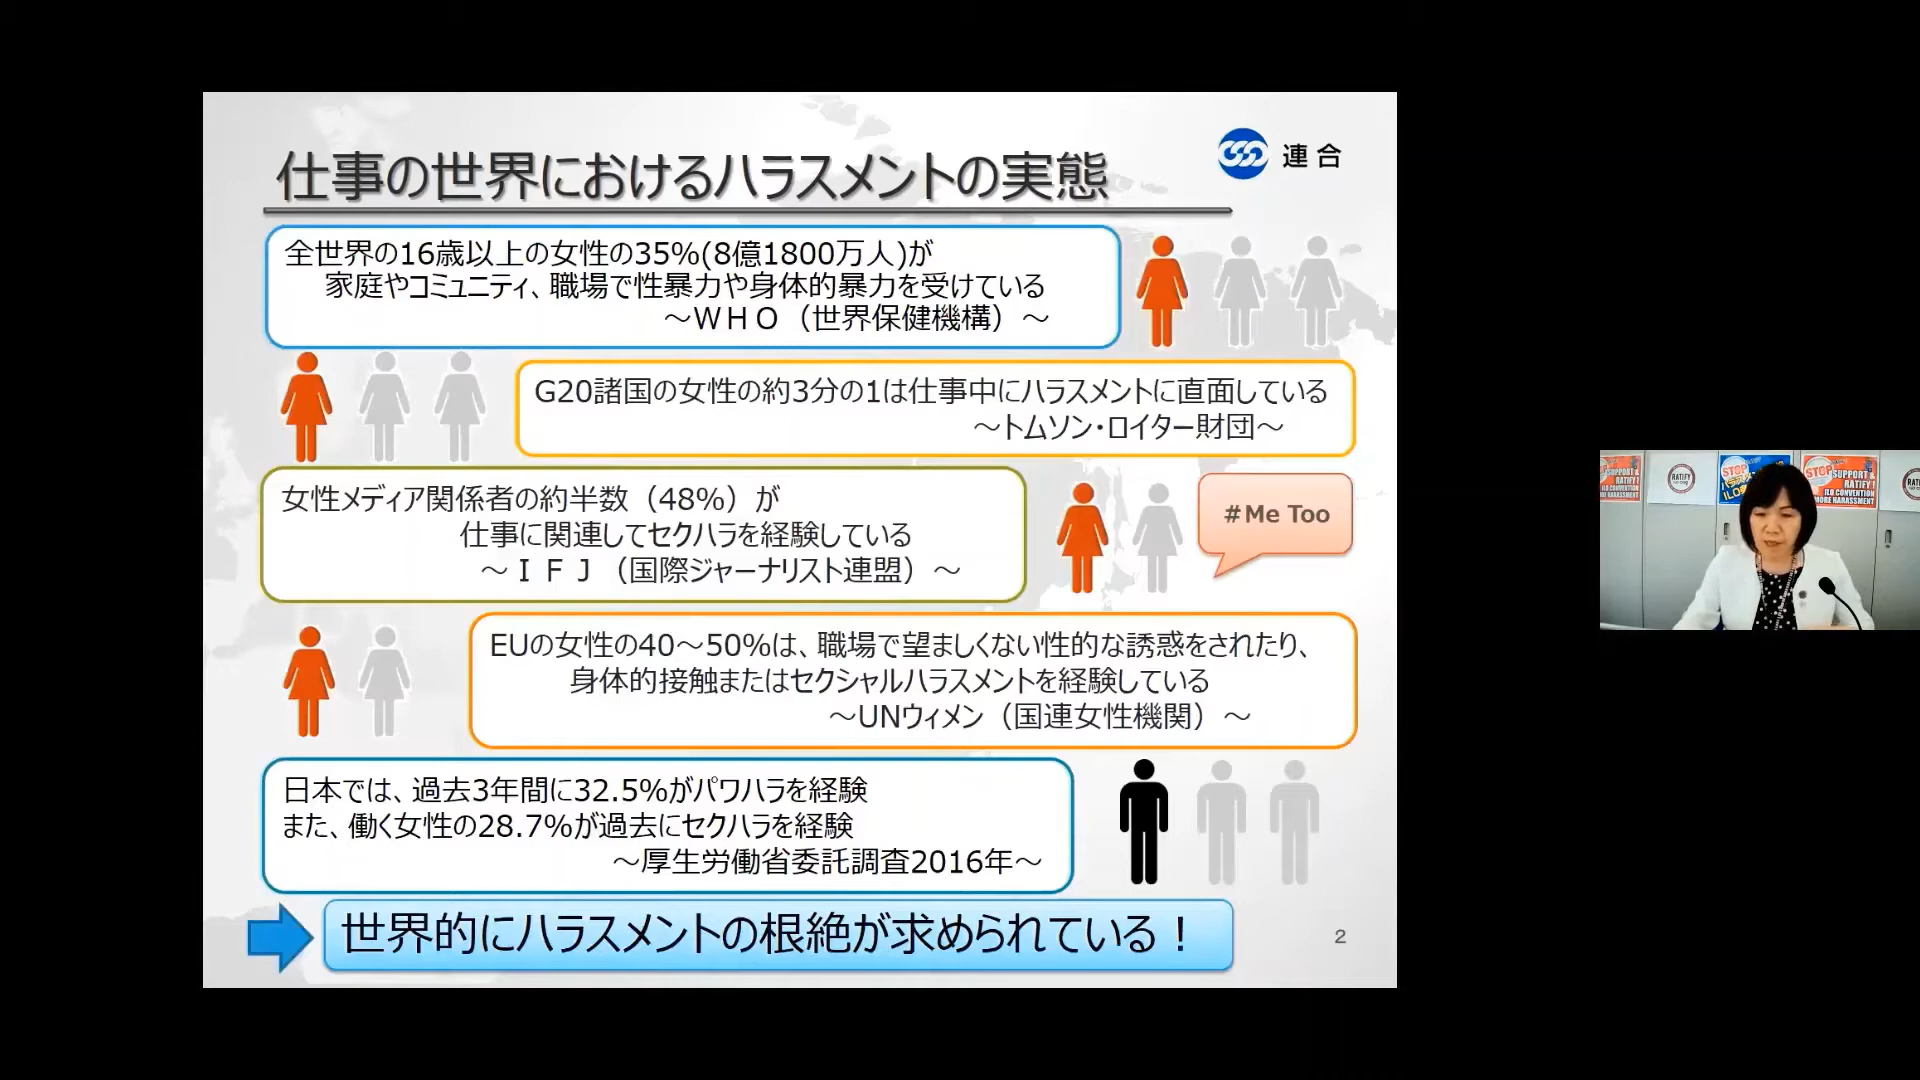 仕事の世界におけるハラスメントの実態
連合
全世界の16歳以上の女性の35%(8億1800万人)が
家庭やコミュニティ、職場で性暴力や身体的暴力を受けている
～ＷＨＯ（世界保健機構）～
G20諸国の女性の約3分の1は仕事中にハラスメントに直面している
～トムソン・ロイター財団～
女性メディア関係者の約半数（48%）が
仕事に関連してセクハラを経験している
～ＩＦＪ（国際ジャーナリスト連盟）～
#Me Too
EUの女性の40～50%は、職場で望ましくない性的な誘惑をされたり、
身体的接触またはセクシャルハラスメントを経験している
～UNウィメン（国連女性機関）～
日本では、過去3年間に32.5%がパワハラを経験
また、働く女性の28.7%が過去にセクハラを経験
～厚生労働省委託調査2016年～
世界的にハラスメントの根絶が求められている！
2
SUPPORT &
RATIFY !
ILO CONVENTION
RATIFY
STOP
STOP
SUPPORT &
RATIFY !
ILO CONVENTION
MORE HARASSMENT